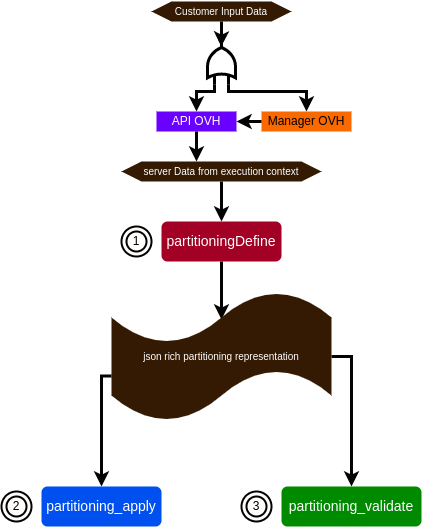 Customer Input Data
API OVH
Manager OVH
server Data from execution context
1
partitioningDefine
json rich partitioning representation
2
partitioning_apply
3
partitioning_validate